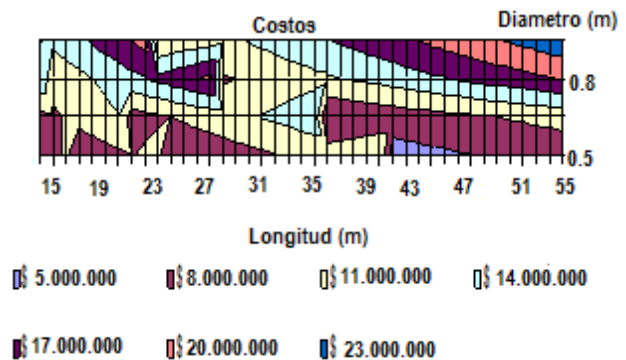 Costos
Diametro (m)
0.8
0.5
15 19 23 27 31 35 39 43 47 51 55
Longitud (m)
$ 5.000.000 $ 8.000.000 $ 11.000.000 $ 14.000.000
$ 17.000.000 $ 20.000.000 $ 23.000.000